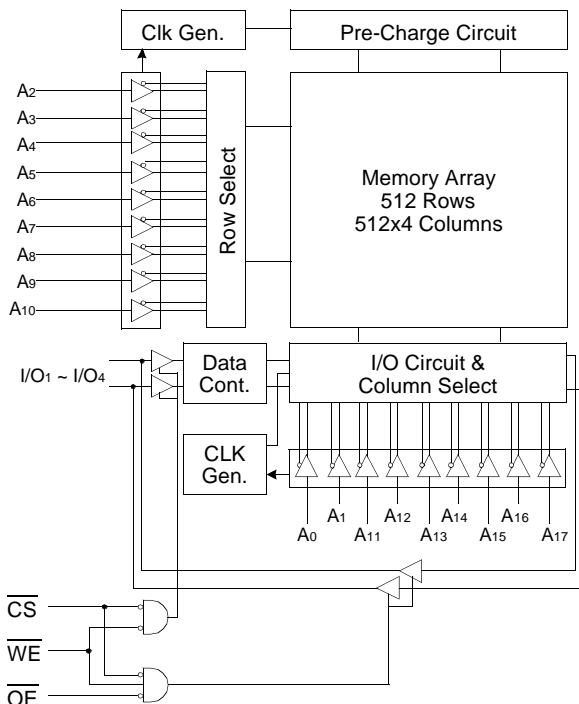 Clk Gen.
Pre-Charge Circuit
A2
A3
A4
A5
A6
A7
A8
A9
A10
Row Select
Memory Array
512 Rows
512x4 Columns
I/O1 ~ I/O4
Data
Cont.
I/O Circuit &
Column Select
CLK
Gen.
A0
A1
A11
A12
A13
A14
A15
A16
A17
CS
WE
OE